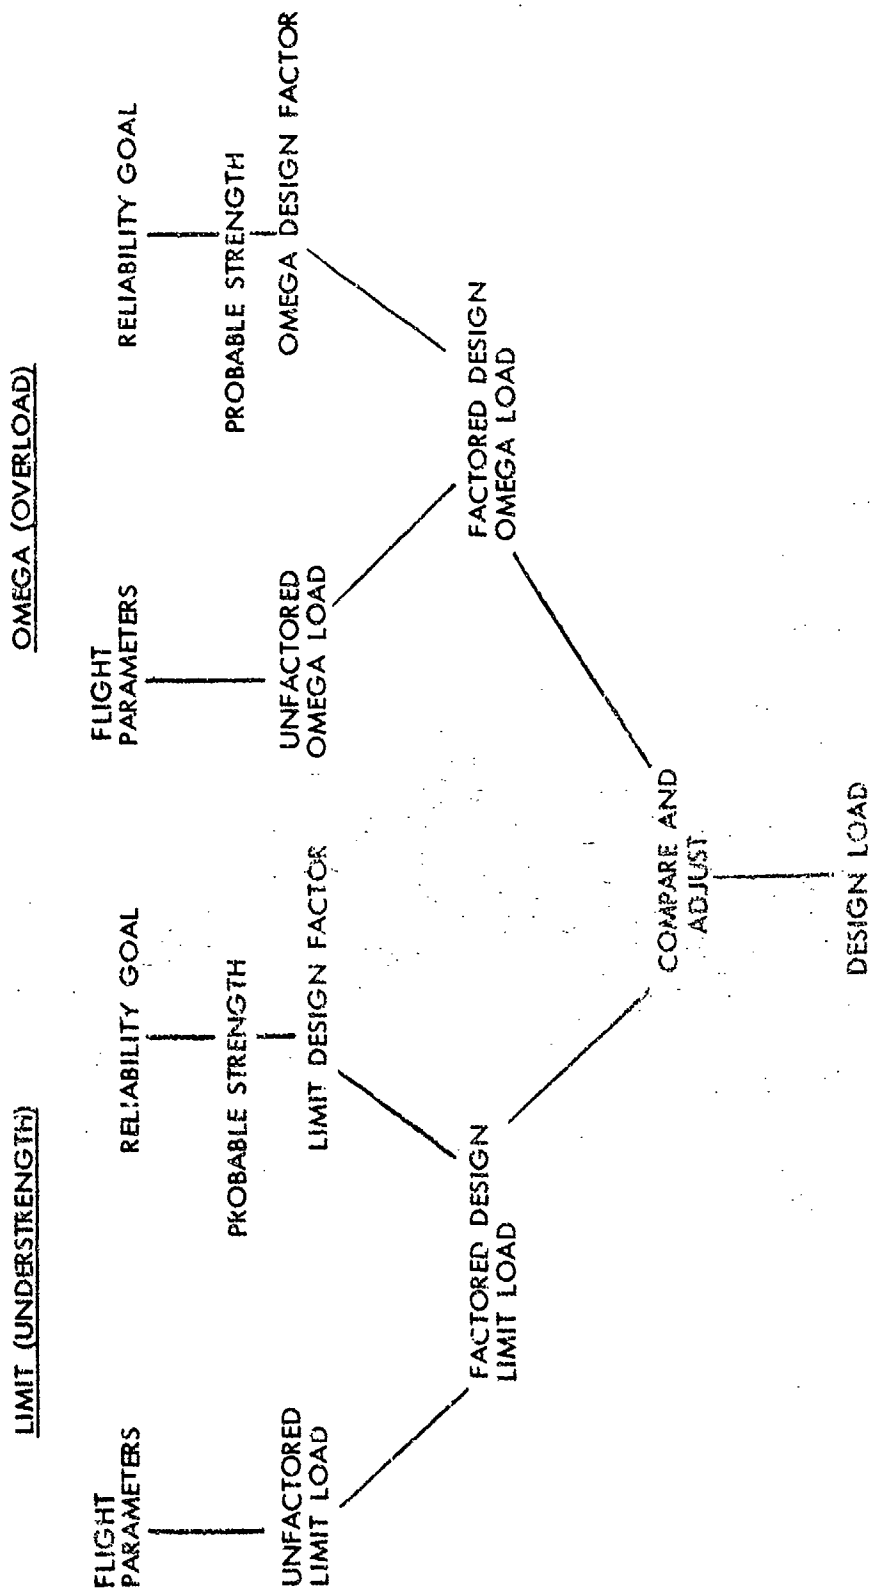 LIMIT (UNDERSTRENGTH)
FLIGHT
PARAMETERS
RELIABILITY GOAL
UNFACTORED
LIMIT LOAD
PROBABLE STRENGTH
LIMIT DESIGN FACTOR
FACTORED DESIGN
LIMIT LOAD
OMEGA (OVERLOAD)
FLIGHT
PARAMETERS
RELIABILITY GOAL
UNFACTORED
OMEGA LOAD
PROBABLE STRENGTH
OMEGA DESIGN FACTOR
FACTORED DESIGN
OMEGA LOAD
COMPARE AND
ADJUST
DESIGN LOAD